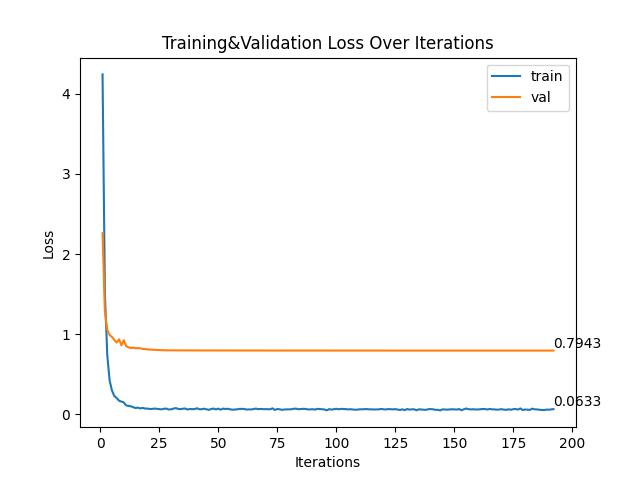 Training&Validation Loss Over Iterations
train
val
4
3
2
1
0
Loss
0.7943
0.0633
0 25 50 75 100 125 150 175 200
Iterations